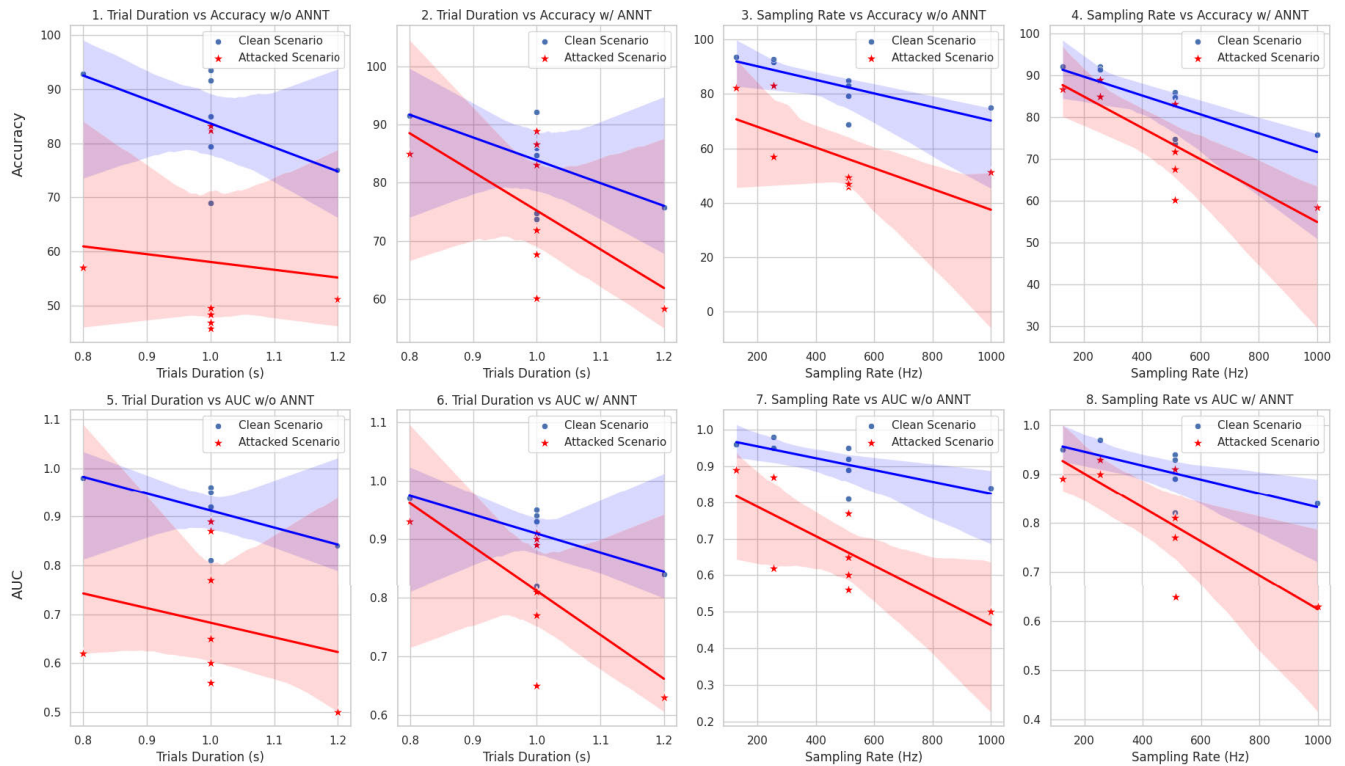 1. Trial Duration vs Accuracy w/o ANNT
Clean Scenario
Attacked Scenario
Accuracy
100
90
80
70
60
50
0.8
0.9
1.0
1.1
1.2
Trials Duration (s)
2. Trial Duration vs Accuracy w/ ANNT
Clean Scenario
Attacked Scenario
100
90
80
70
60
0.8
0.9
1.0
1.1
1.2
Trials Duration (s)
3. Sampling Rate vs Accuracy w/o ANNT
Clean Scenario
Attacked Scenario
100
80
60
40
20
0
200
400
600
800
1000
Sampling Rate (Hz)
4. Sampling Rate vs Accuracy w/ ANNT
Clean Scenario
Attacked Scenario
100
90
80
70
60
50
40
30
200
400
600
800
1000
Sampling Rate (Hz)
5. Trial Duration vs AUC w/o ANNT
Clean Scenario
Attacked Scenario
AUC
1.1
1.0
0.9
0.8
0.7
0.6
0.5
0.8
0.9
1.0
1.1
1.2
Trials Duration (s)
6. Trial Duration vs AUC w/ ANNT
Clean Scenario
Attacked Scenario
1.1
1.0
0.9
0.8
0.7
0.6
0.8
0.9
1.0
1.1
1.2
Trials Duration (s)
7. Sampling Rate vs AUC w/o ANNT
Clean Scenario
Attacked Scenario
1.0
0.9
0.8
0.7
0.6
0.5
0.4
0.3
0.2
200
400
600
800
1000
Sampling Rate (Hz)
8. Sampling Rate vs AUC w/ ANNT
Clean Scenario
Attacked Scenario
1.0
0.9
0.8
0.7
0.6
0.5
0.4
200
400
600
800
1000
Sampling Rate (Hz)